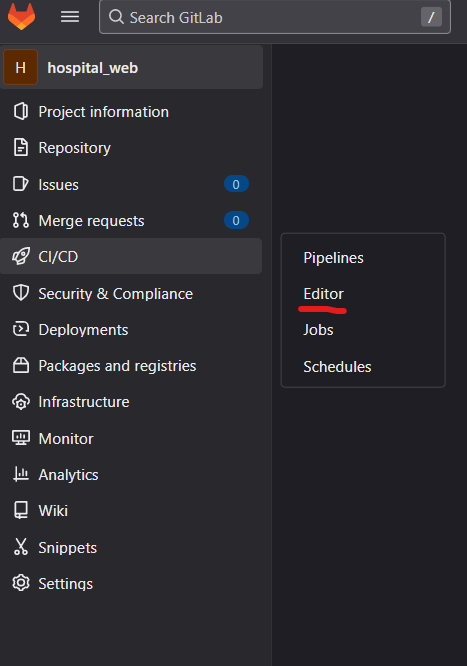 Search GitLab /
H hospital_web
Project information
Repository
Issues 0
Merge requests 0
CI/CD
Security & Compliance
Deployments
Packages and registries
Infrastructure
Monitor
Analytics
Wiki
Snippets
Settings
Pipelines
Editor
Jobs
Schedules